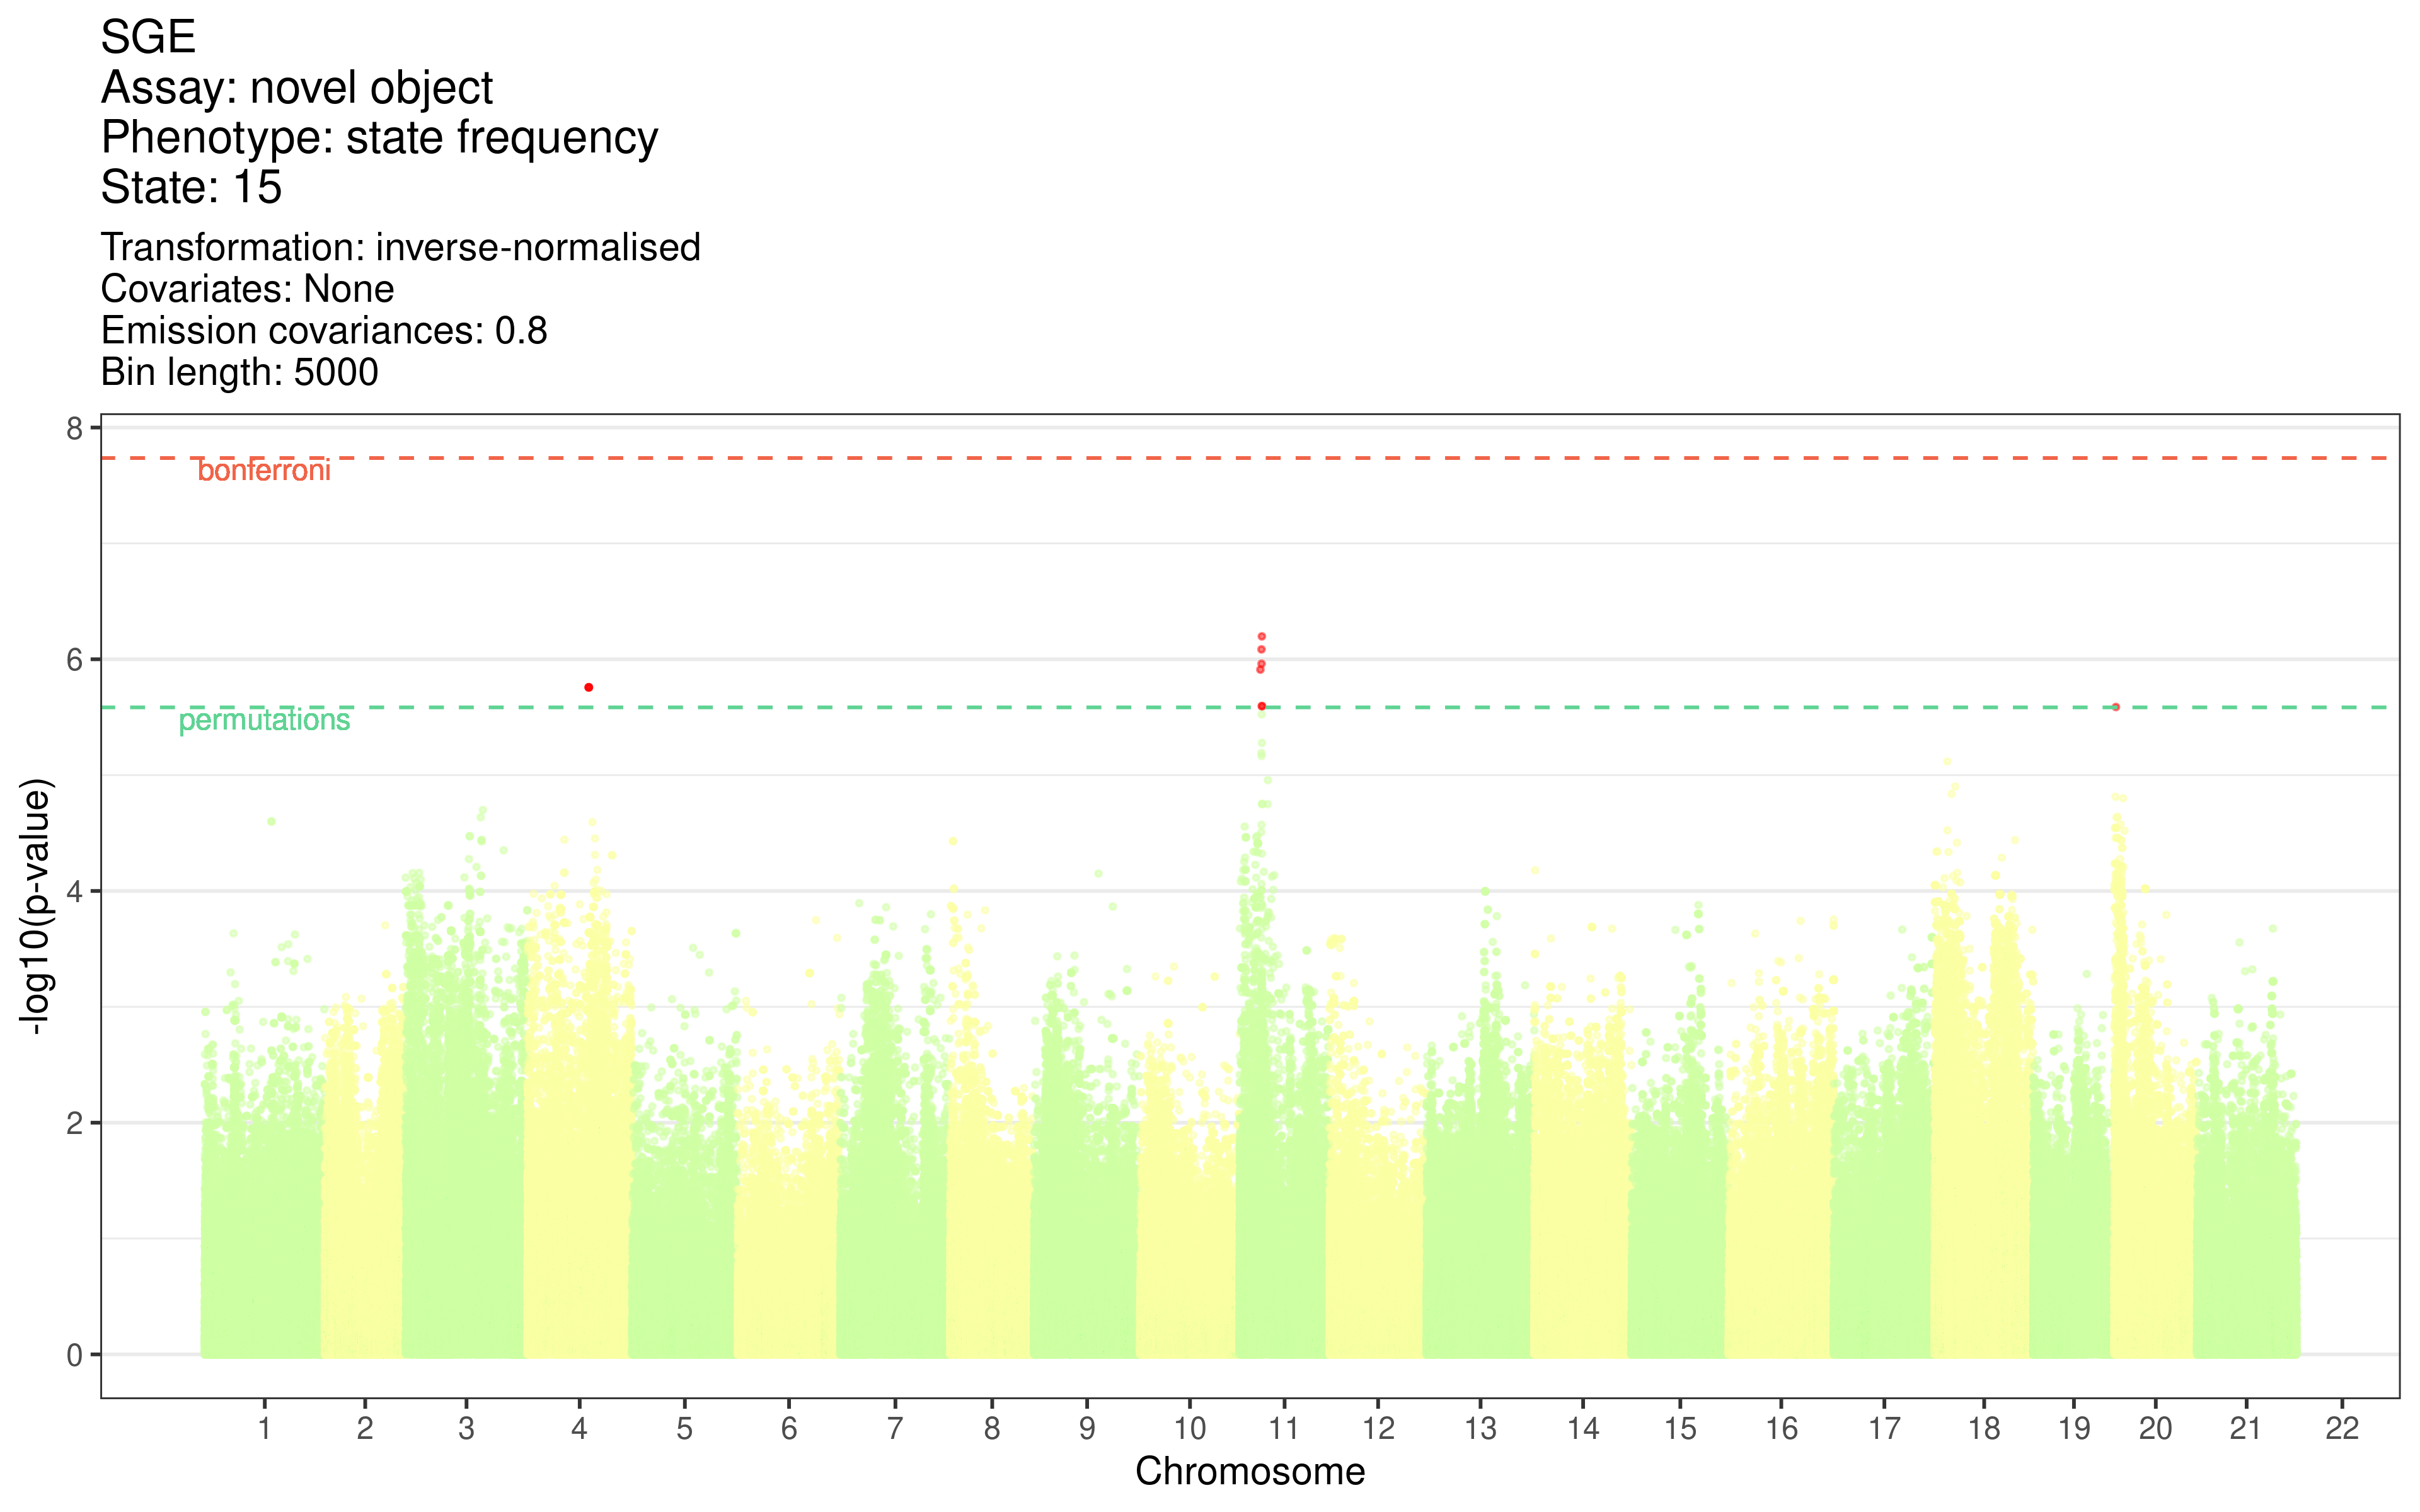 SGE
Assay: novel object
Phenotype: state frequency
State: 15
Transformation: inverse-normalised
Covariates: None
Emission covariances: 0.8
Bin length: 5000
8
bonferroni
6
permutations
-log10(p-value)
4
2
0
1 2 3 4 5 6 7 8 9 10 11 12 13 14 15 16 17 18 19 20 21 22
Chromosome